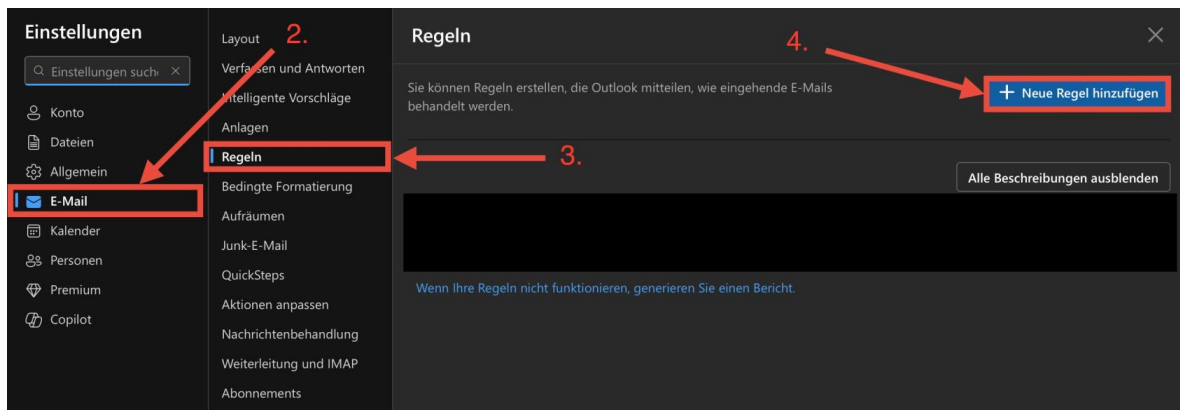 Einstellungen
Einstellungen suche
Konto
Dateien
Allgemein
E-Mail
Kalender
Personen
Premium
Copilot
2.
Layout
Verfassen und Antworten
Intelligente Vorschläge
Anlagen
Regeln
Bedingte Formatierung
Aufräumen
Junk-E-Mail
QuickSteps
Aktionen anpassen
Nachrichtenbehandlung
Weiterleitung und IMAP
Abonnements
3.
Regeln
4.
Sie können Regeln erstellen, die Outlook mitteilen, wie eingehende E-Mails
behandelt werden.
+ Neue Regel hinzufügen
Alle Beschreibungen ausblenden
Wenn Ihre Regeln nicht funktionieren, generieren Sie einen Bericht.